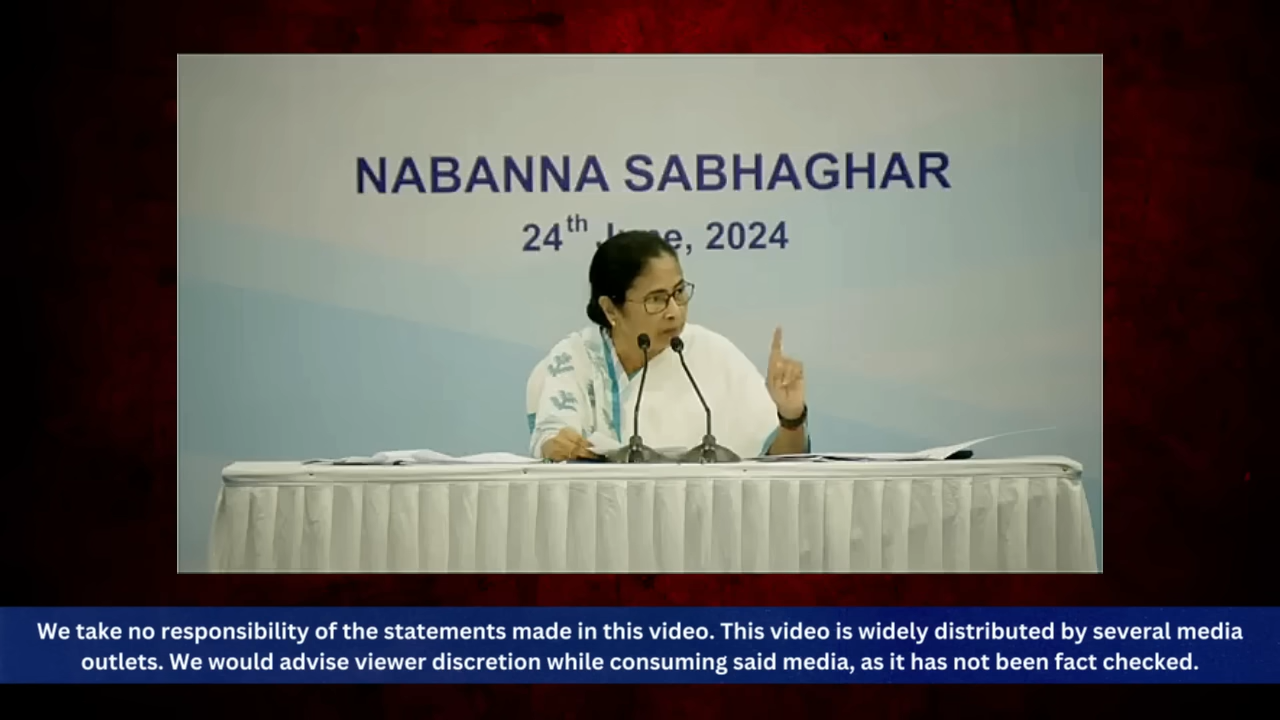 NABANNA SABHAGHAR
24th June, 2024
We take no responsibility of the statements made in this video. This video is widely distributed by several media
outlets. We would advise viewer discretion while consuming said media, as it has not been fact checked.